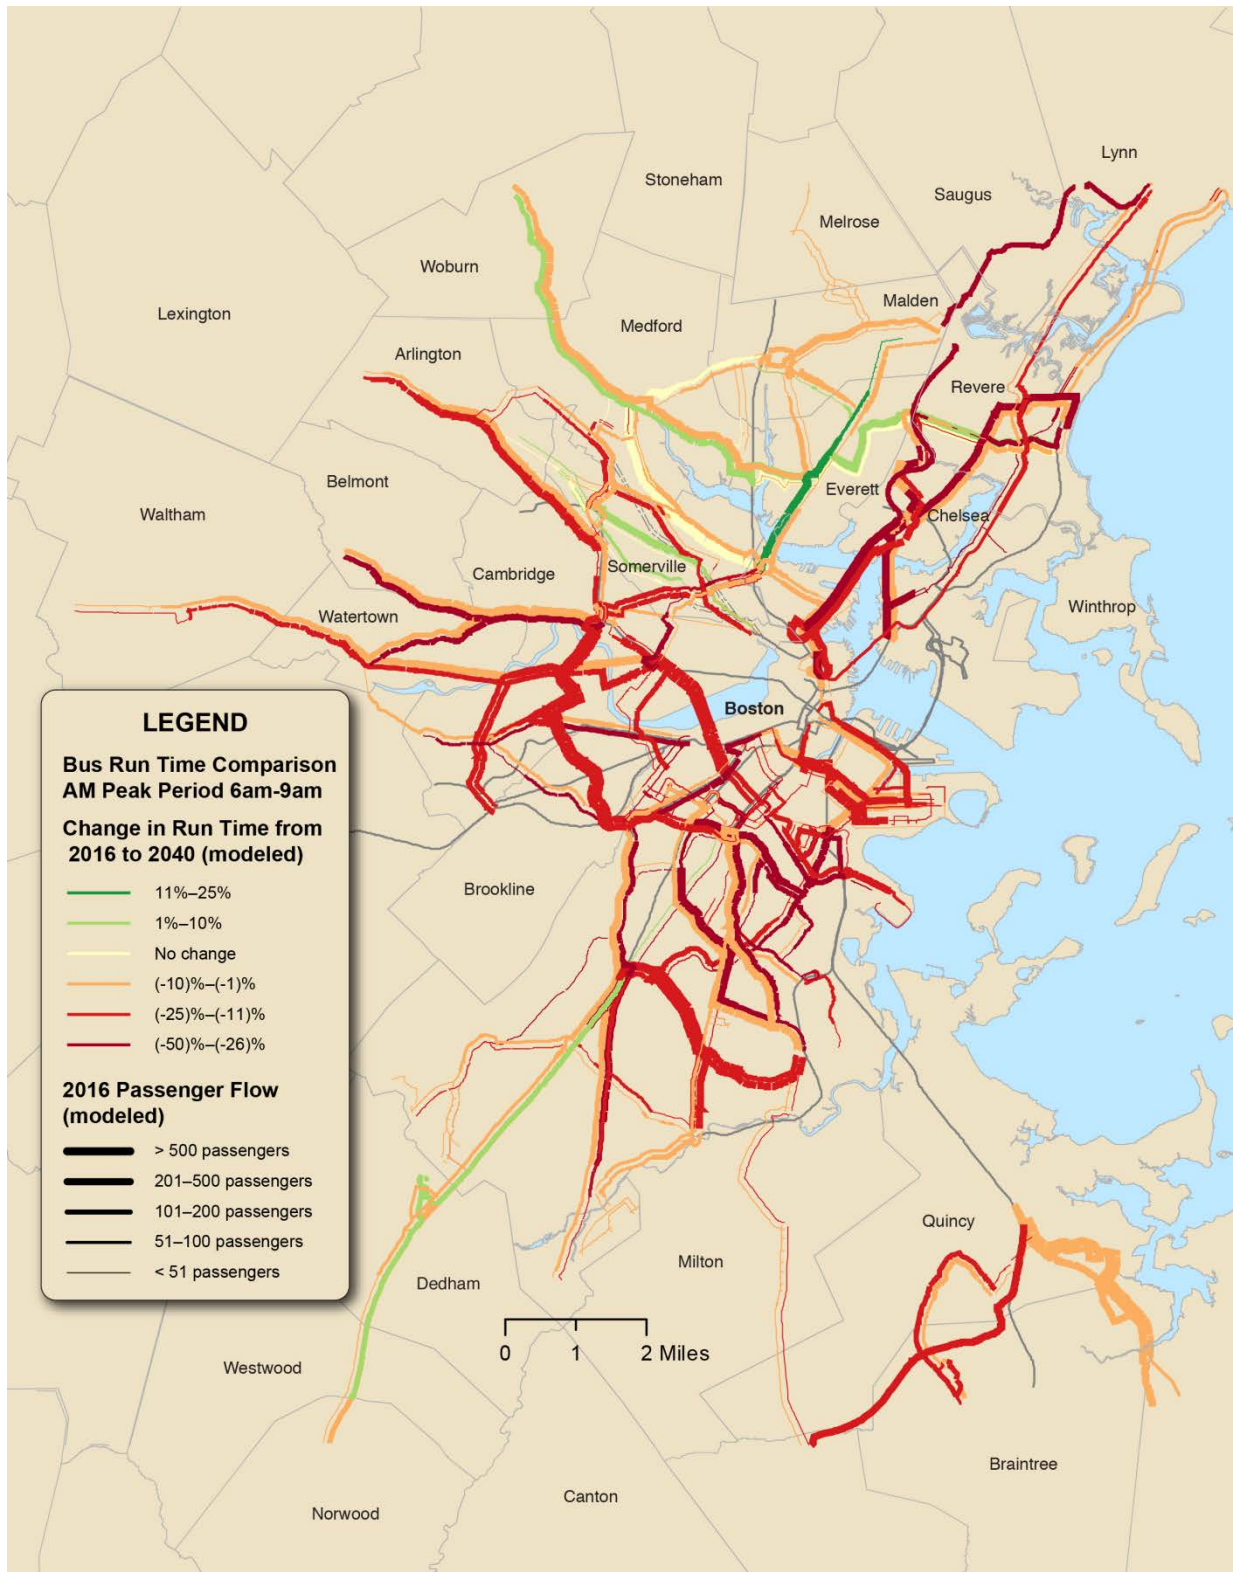 Lynn
Stoneham
Saugus
Melrose
Woburn
Malden
Lexington
Medford
Arlington
Revere
Belmont
Everett
Waltham
Chelsea
Somerville
Cambridge
Winthrop
Watertown
Boston
LEGEND
Bus Run Time Comparison
AM Peak Period 6am-9am
Change in Run Time from
2016 to 2040 (modeled)
11%–25%
1%–10%
No change
(-10)%–(-1)%
(-25)%–(-11)%
(-50)%–(-26)%
2016 Passenger Flow
(modeled)
> 500 passengers
201–500 passengers
101–200 passengers
51–100 passengers
< 51 passengers
Brookline
Quincy
Milton
Dedham
0 1 2 Miles
Westwood
Braintree
Canton
Norwood